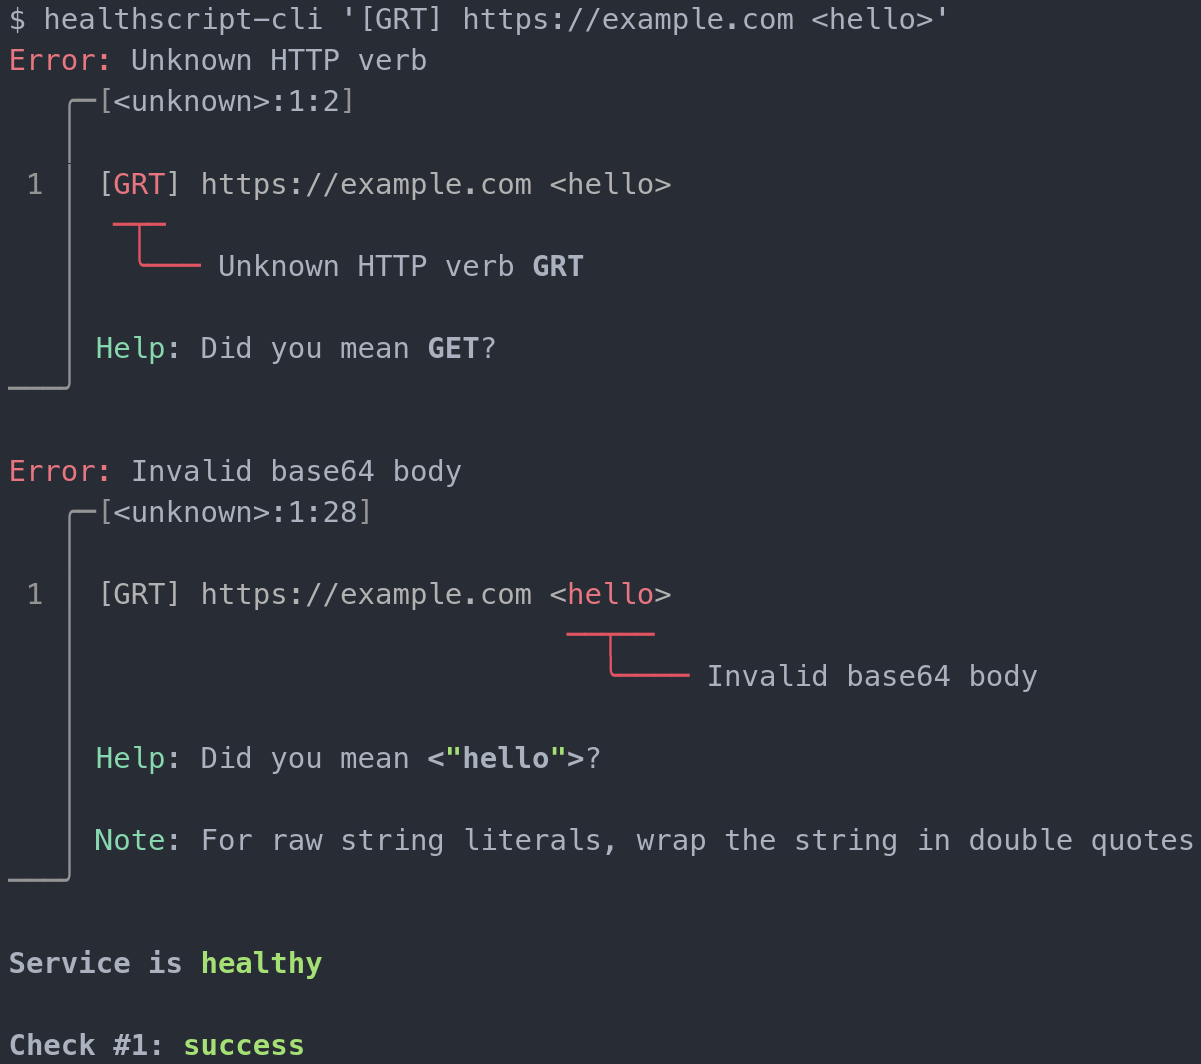 $ healthscript-cli '[GRT] https://example.com <hello>'
Error: Unknown HTTP verb
[<unknown>:1:2]
1 [GRT] https://example.com <hello>
Unknown HTTP verb GRT
Help: Did you mean GET?
Error: Invalid base64 body
[<unknown>:1:28]
1 [GRT] https://example.com <hello>
Invalid base64 body
Help: Did you mean <"hello">?
Note: For raw string literals, wrap the string in double quotes
Service is healthy
Check #1: success